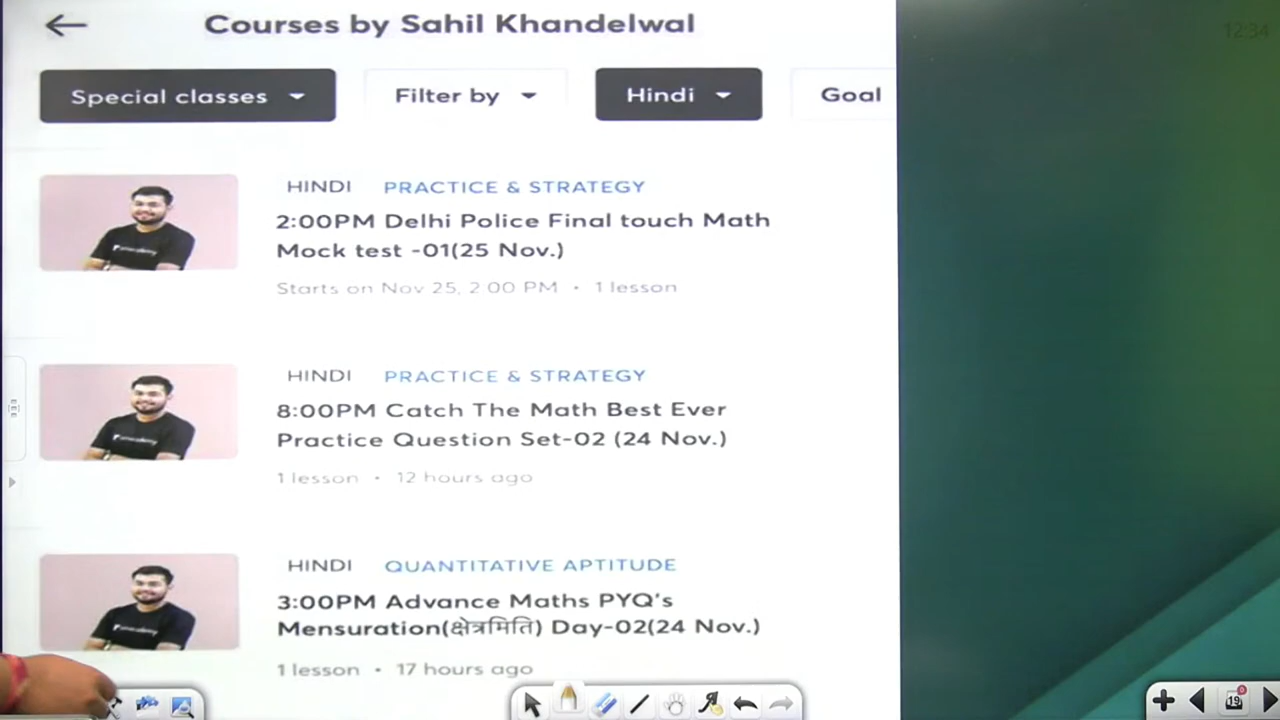 Courses by Sahil Khandelwal
12:34
Special classes
Filter by
Hindi
Goal
HINDI PRACTICE & STRATEGY
2:00PM Delhi Police Final touch Math
Mock test -01(25 Nov.)
Starts on Nov 25, 2:00 PM • 1 lesson
HINDI PRACTICE & STRATEGY
8:00PM Catch The Math Best Ever
Practice Question Set-02 (24 Nov.)
1 lesson • 12 hours ago
HINDI QUANTITATIVE APTITUDE
3:00PM Advance Maths PYQ's
Mensuration(क्षेत्रमिति) Day-02(24 Nov.)
1 lesson • 17 hours ago
19